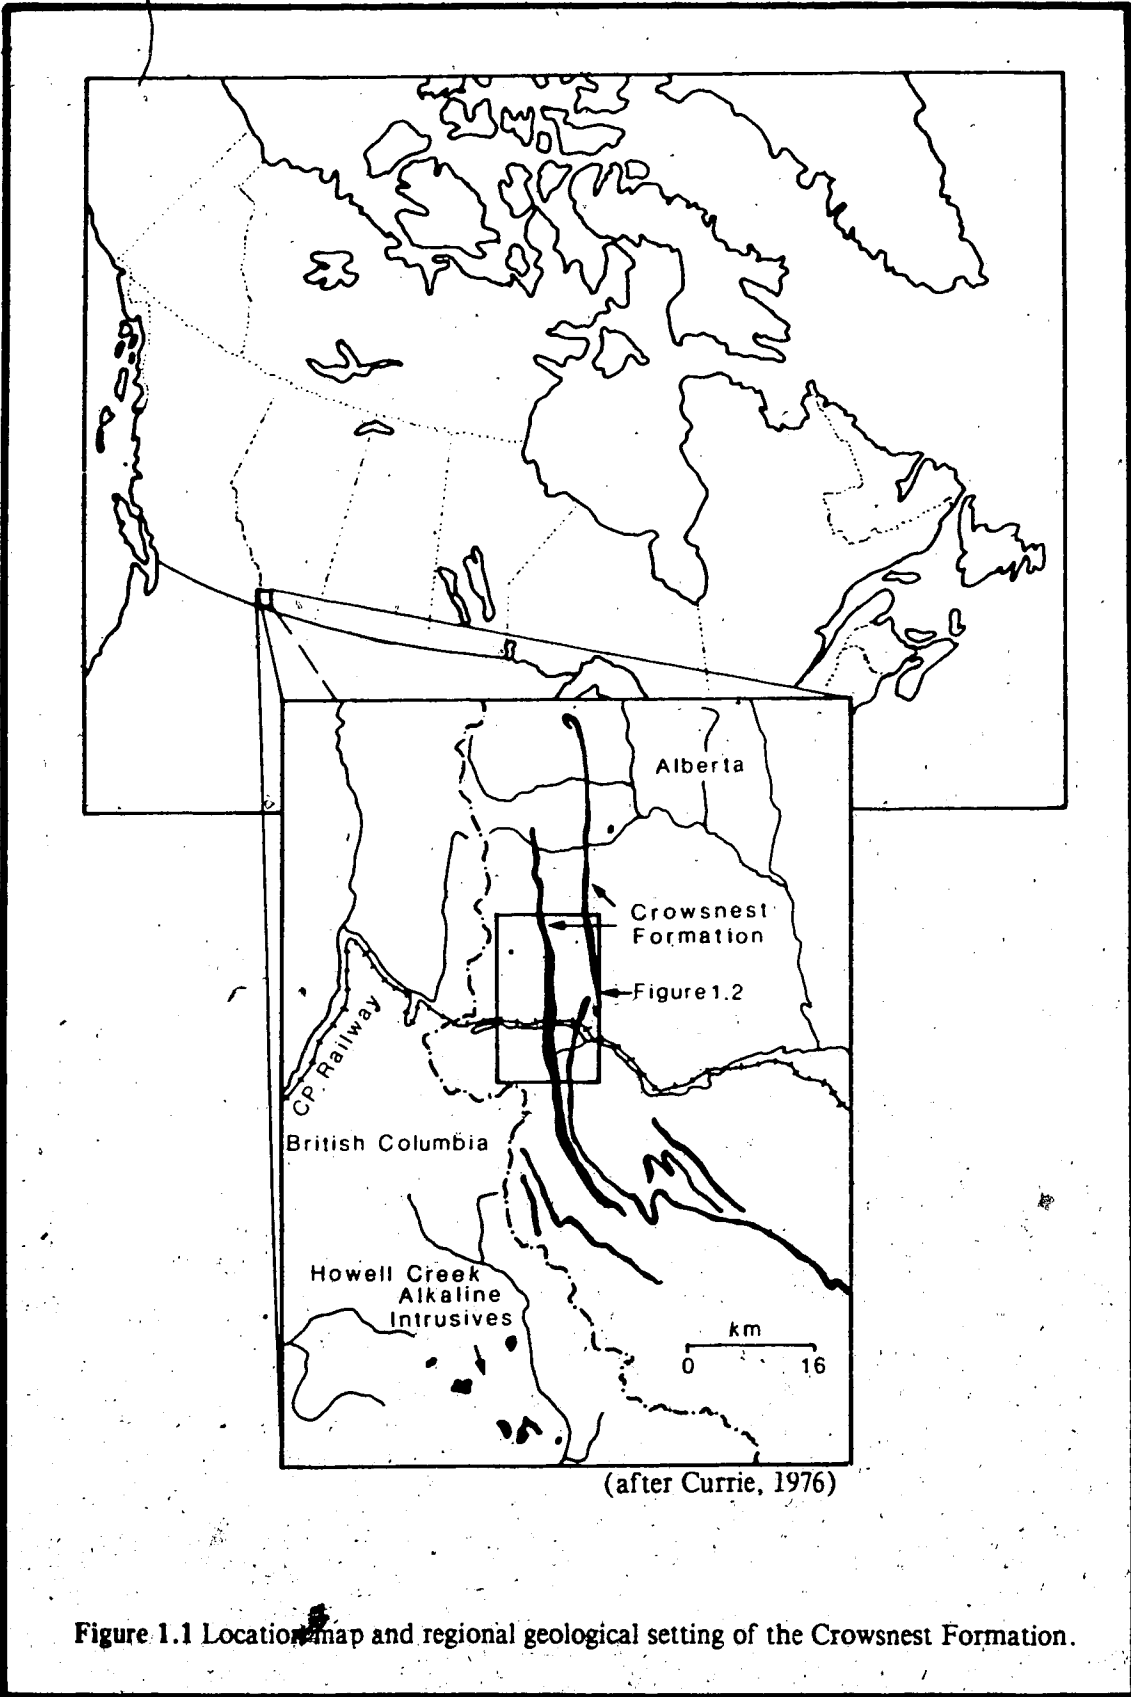 Alberta
Crowsnest
Formation
Figure 1.2
CP. Railway
British Columbia
Howell Creek
Alkaline
Intrusives
km
0 16
(after Currie, 1976)
Figure 1.1 Location map and regional geological setting of the Crowsnest Formation.